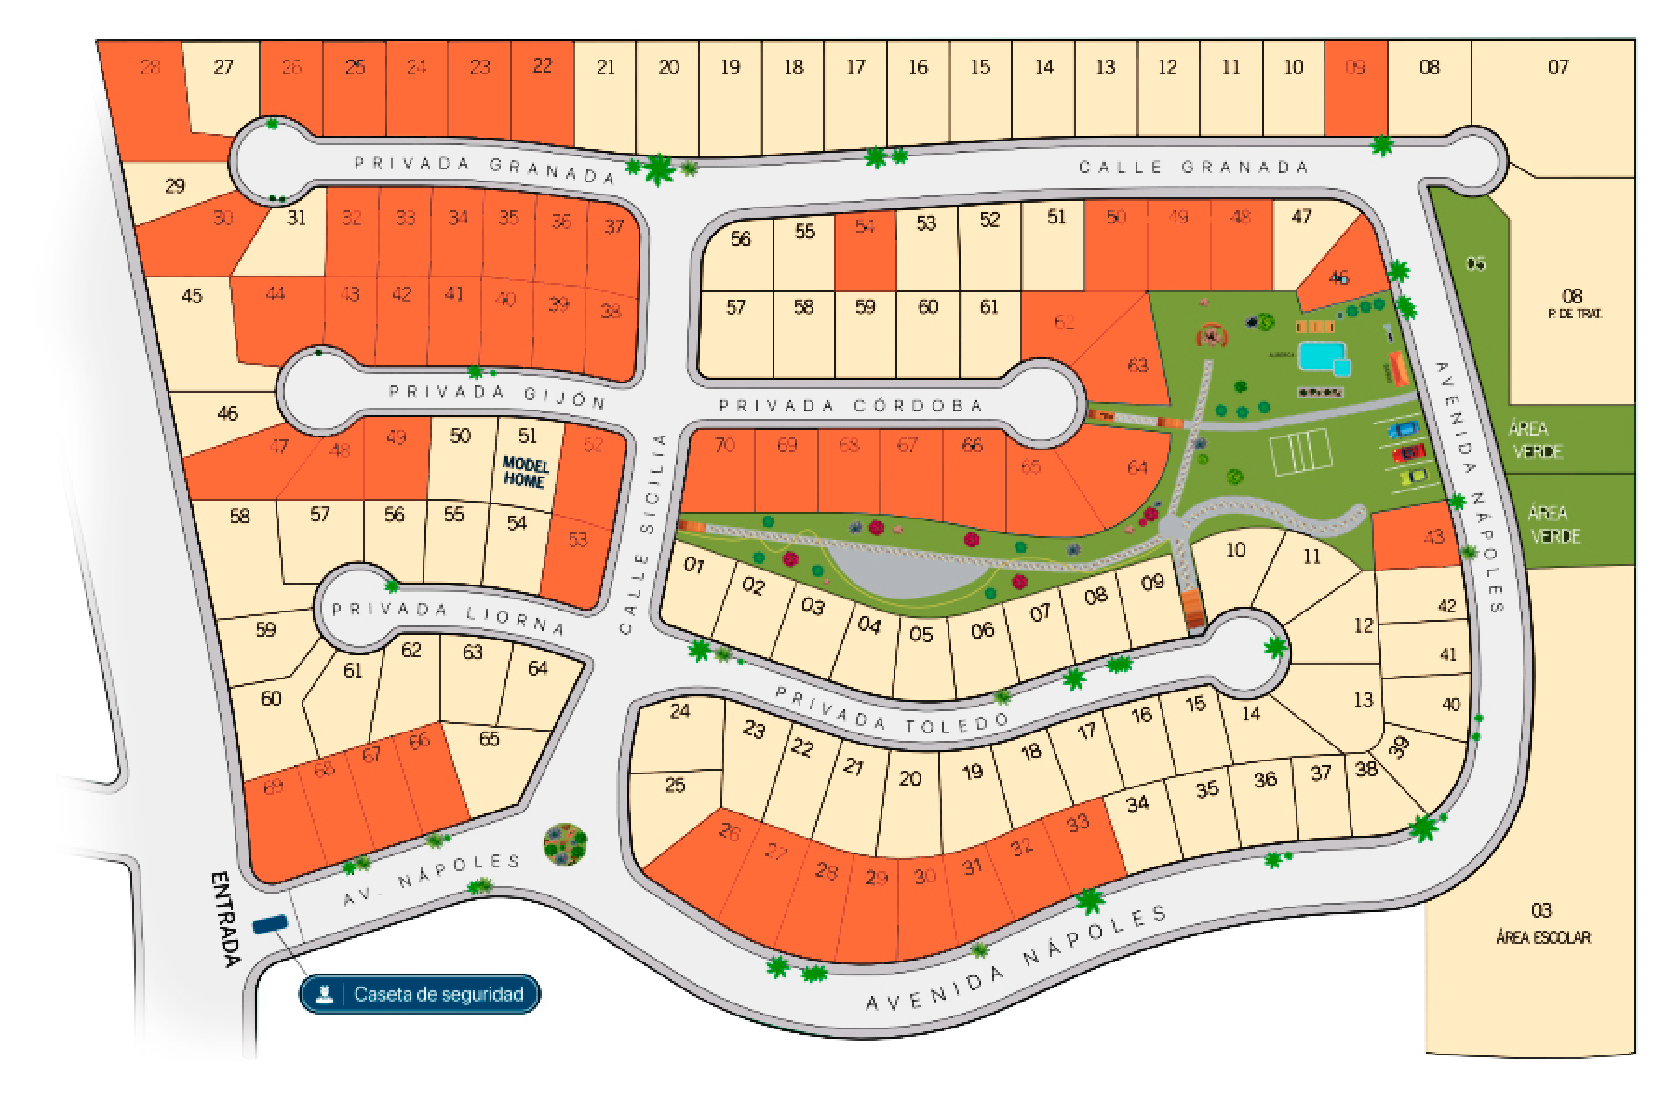 28 27 26 25 24 23 22 21 20 19 18 17 16 15 14 13 12 11 10 09 08 07
PRIVADA GRANADA
CALLE GRANADA
29
30 31 32 33 34 35 36 37
56 55 54 53 52 51 50 49 48 47
46
08
P. DE TRAT.
45 44 43 42 41 40 39 38
57 58 59 60 61 62
63
ALBERCA
PRIVADA GIJÓN
PRIVADA CÓRDOBA
AVENIDA NÁPOLES
46
47 48 49 50 51 52
MODEL
HOME
CALLE SICILIA
70 69 68 67 66 65 64
ÁREA
VERDE
58 57 56 55 54 53
43
ÁREA
VERDE
01 02 03 04 05 06 07 08 09 10 11
12
42
41
40
39
13
PRIVADA LIORNA
59
60 61 62 63 64
65
PRIVADA TOLEDO
24 23 22 21 20 19 18 17 16 15 14
25
69 68 67 66
26 27 28 29 30 31 32 33 34 35 36 37 38
AV. NÁPOLES
ENTRADA
AVENIDA NÁPOLES
03
ÁREA ESCOLAR
Caseta de seguridad